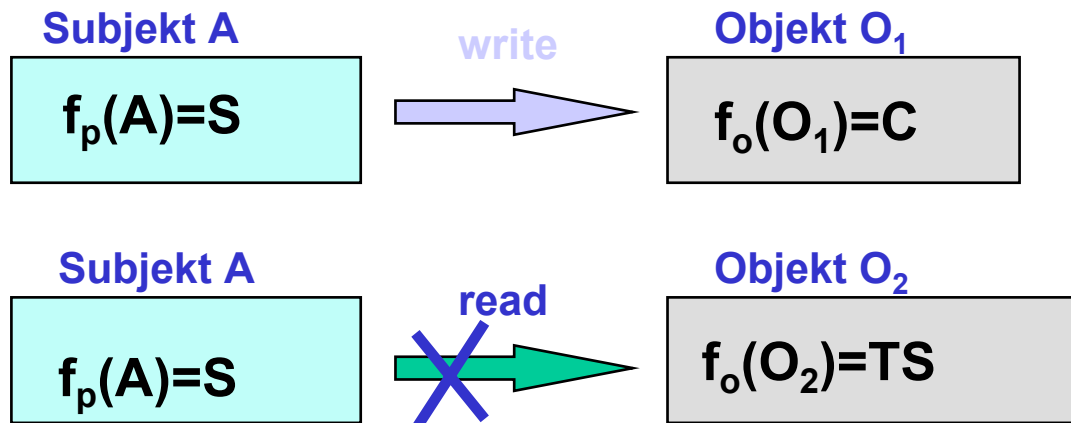 Subjekt A write Objekt O₁
fₚ(A)=S fₒ(O₁)=C
Subjekt A read Objekt O₂
fₚ(A)=S fₒ(O₂)=TS